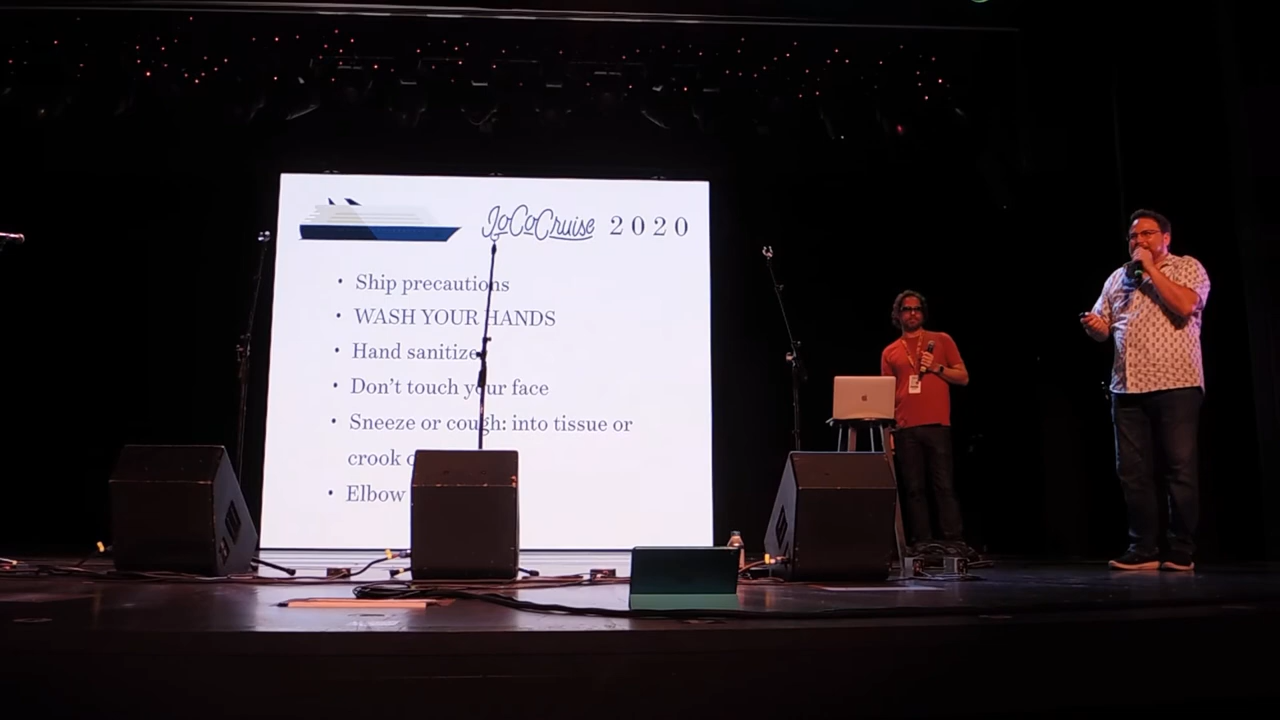 JoCoCruise 2020
• Ship precautions
• WASH YOUR HANDS
• Hand sanitize
• Don't touch your face
• Sneeze or cough: into tissue or
crook
• Elbow